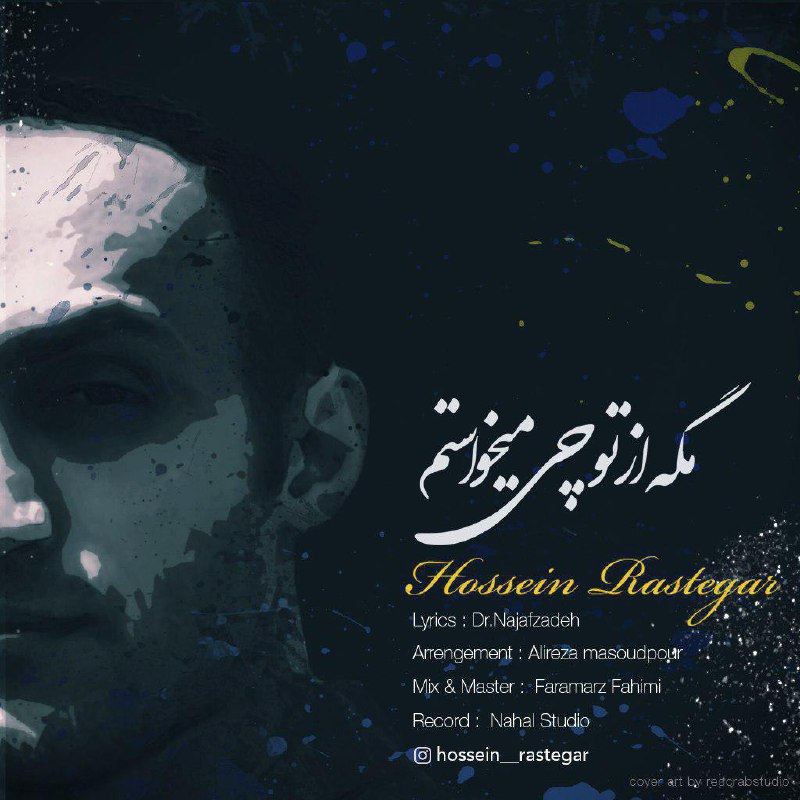 مگه از تو چی میخواستم
Hossein Rastegar
Lyrics : Dr.Najafzadeh
Arrengement : Alireza masoudpour
Mix & Master : Faramarz Fahimi
Record : Nahal Studio
hossein__rastegar
cover art by redcrabstudio